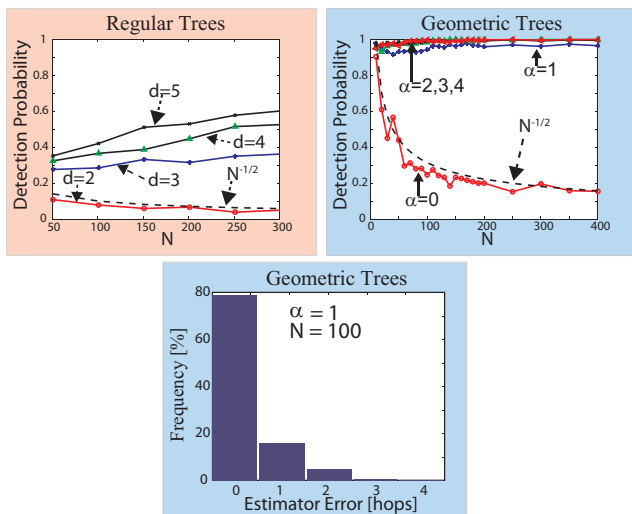 Regular Trees
Detection Probability
1
0.8
0.6
0.4
0.2
0
d=5
d=4
d=3
d=2
N-1/2
50
100
150
200
250
300
N
Geometric Trees
Detection Probability
1
0.8
0.6
0.4
0.2
0
α=2,3,4
α=1
N-1/2
α=0
0
100
200
300
400
N
Geometric Trees
Frequency [%]
80
60
40
20
0
α = 1
N = 100
0
1
2
3
4
Estimator Error [hops]